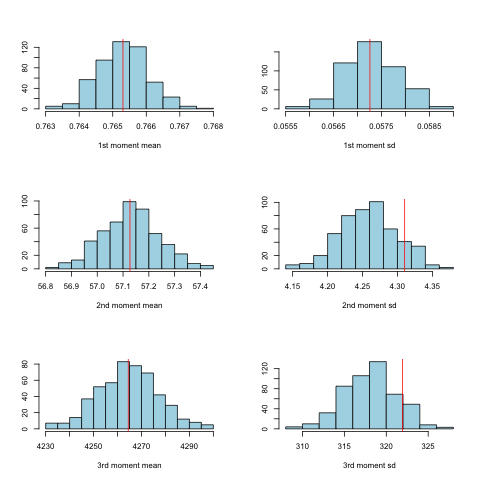 0 40 80 120
0.763 0.764 0.765 0.766 0.767 0.768
1st moment mean
0 50 150
0.0555 0.0565 0.0575 0.0585
1st moment sd
0 20 60 100
56.8 56.9 57.0 57.1 57.2 57.3 57.4
2nd moment mean
0 20 60 100
4.15 4.20 4.25 4.30 4.35
2nd moment sd
0 20 40 60 80
4230 4250 4270 4290
3rd moment mean
0 40 80 120
310 315 320 325
3rd moment sd